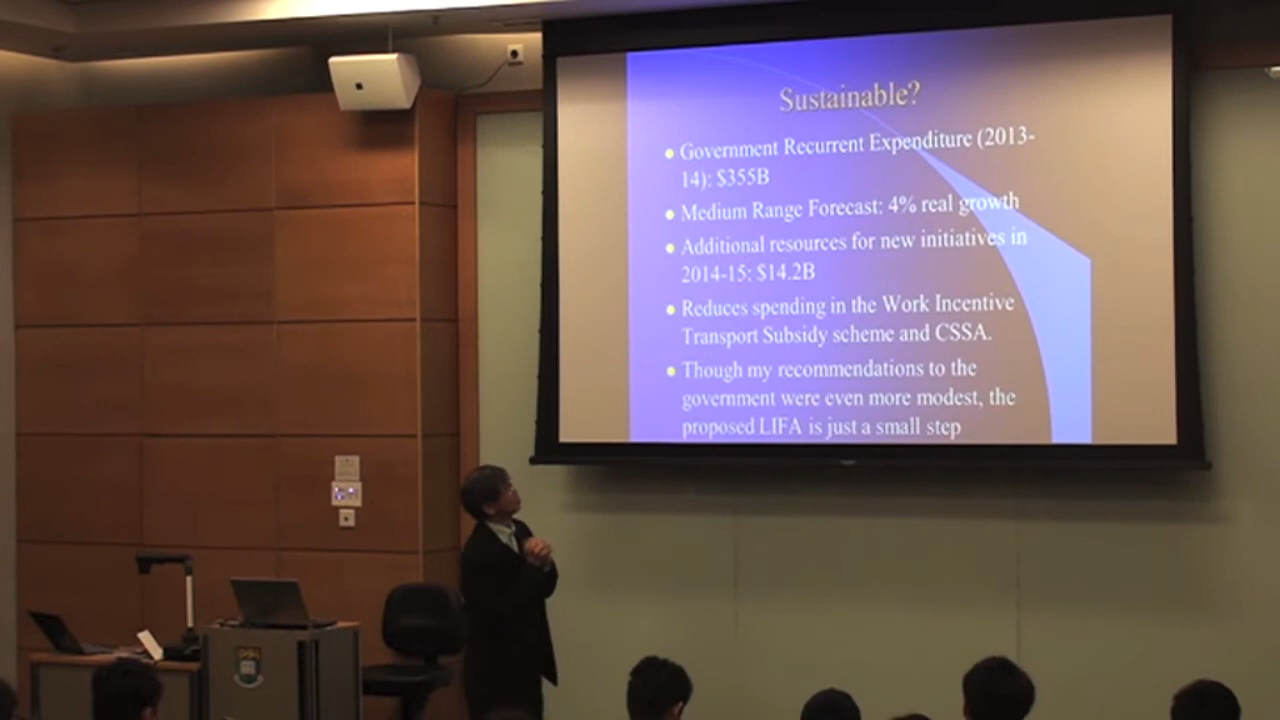 Sustainable?
Government Recurrent Expenditure (2013-
14): $355B
Medium Range Forecast: 4% real growth
Additional resources for new initiatives in
2014-15: $14.2B
Reduces spending in the Work Incentive
Transport Subsidy scheme and CSSA.
Though my recommendations to the
government were even more modest, the
proposed LIFA is just a small step